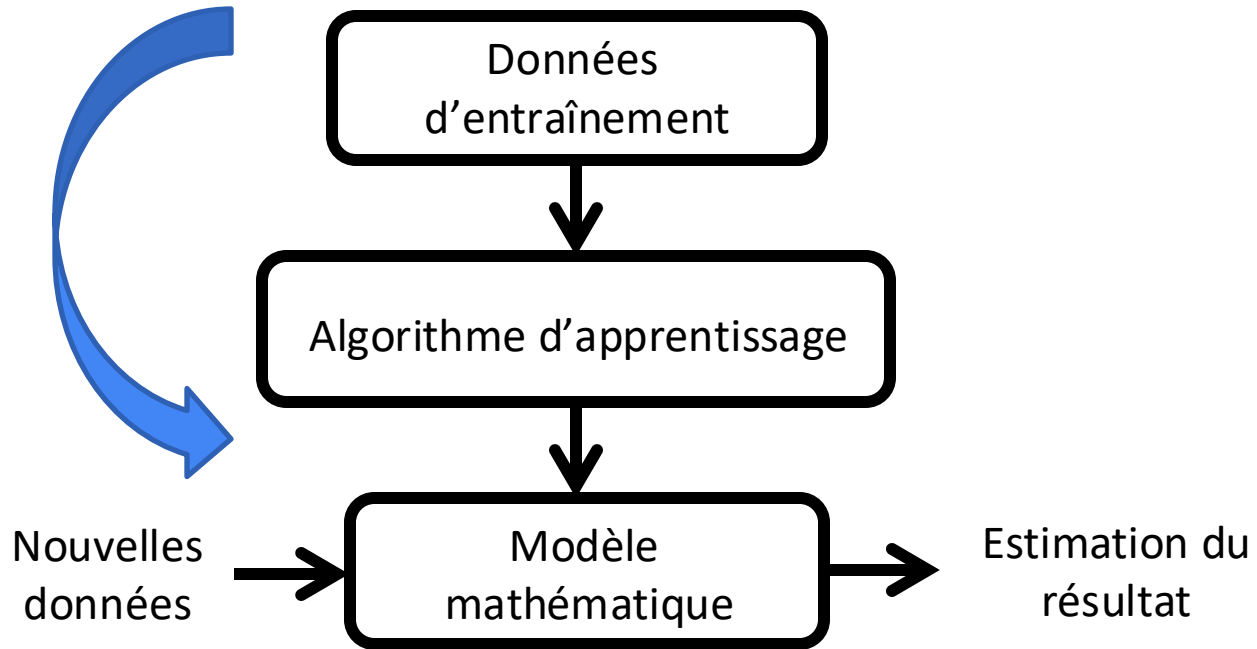 Données
d’entraînement
Algorithme d’apprentissage
Nouvelles
données
Modèle
mathématique
Estimation du
résultat